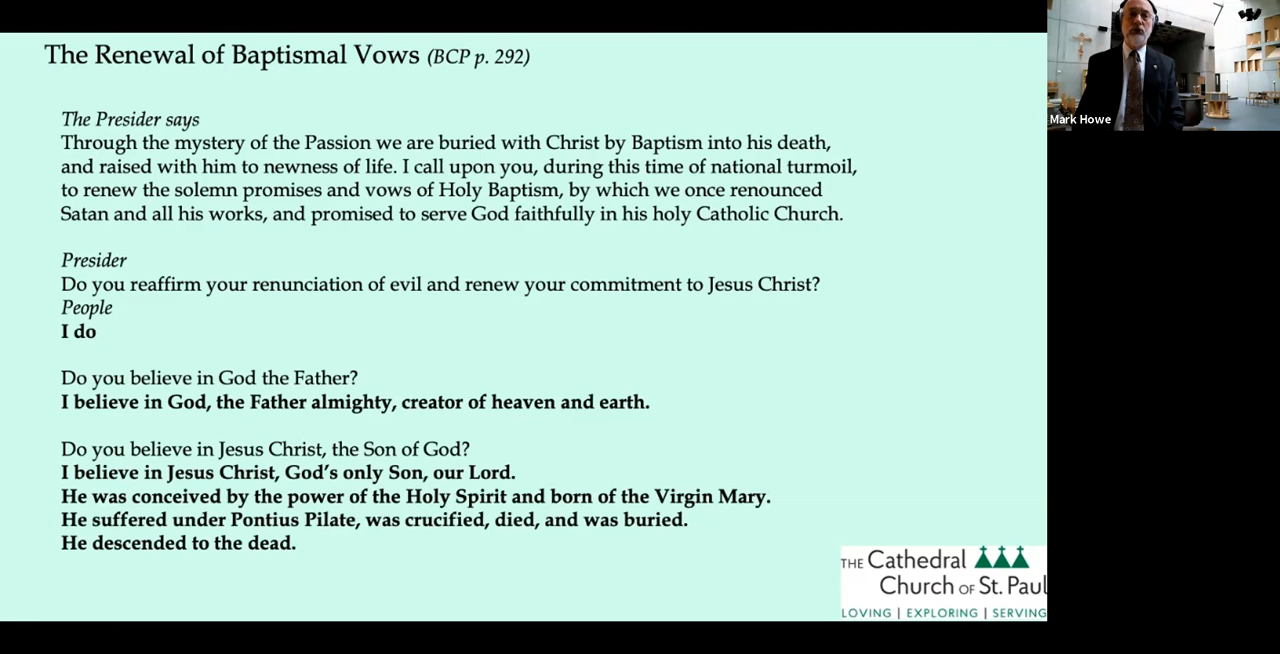 The Renewal of Baptismal Vows (BCP p. 292)
The Presider says
Through the mystery of the Passion we are buried with Christ by Baptism into his death,
and raised with him to newness of life. I call upon you, during this time of national turmoil,
to renew the solemn promises and vows of Holy Baptism, by which we once renounced
Satan and all his works, and promised to serve God faithfully in his holy Catholic Church.
Presider
Do you reaffirm your renunciation of evil and renew your commitment to Jesus Christ?
People
I do
Do you believe in God the Father?
I believe in God, the Father almighty, creator of heaven and earth.
Do you believe in Jesus Christ, the Son of God?
I believe in Jesus Christ, God's only Son, our Lord.
He was conceived by the power of the Holy Spirit and born of the Virgin Mary.
He suffered under Pontius Pilate, was crucified, died, and was buried.
He descended to the dead.
THE Cathedral
Church OF St. Paul
LOVING | EXPLORING | SERVING
Mark Howe